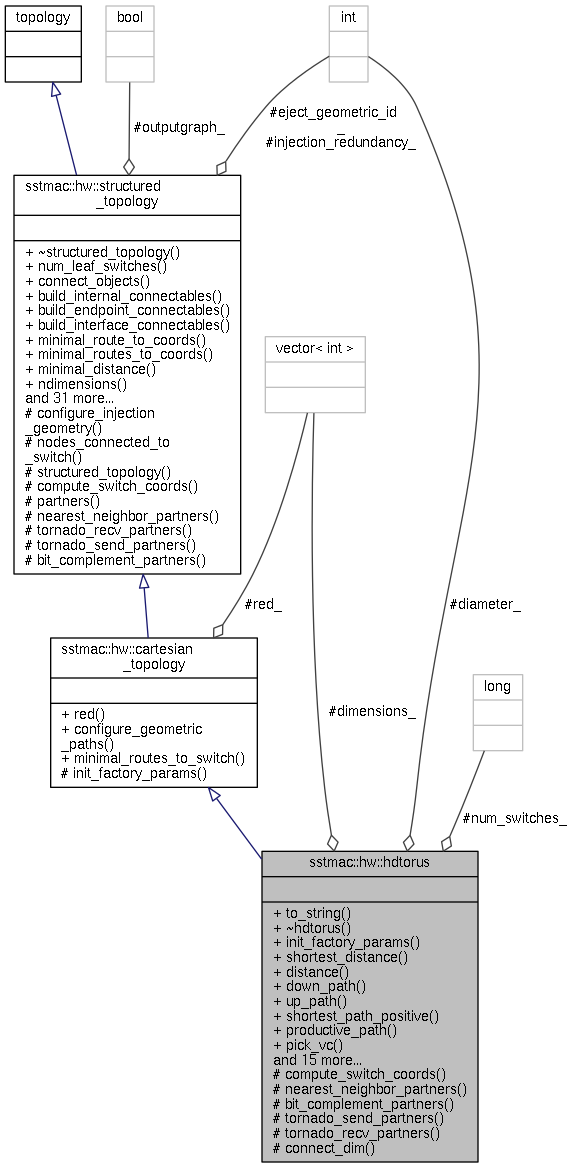 topology
bool
int
#outputgraph_
#eject_geometric_id
_
#injection_redundancy_
sstmac::hw::structured
_topology
+ ~structured_topology()
+ num_leaf_switches()
+ connect_objects()
+ build_internal_connectables()
+ build_endpoint_connectables()
+ build_interface_connectables()
+ minimal_route_to_coords()
+ minimal_routes_to_coords()
+ minimal_distance()
+ ndimensions()
and 31 more...
# configure_injection
_geometry()
# nodes_connected_to
_switch()
# structured_topology()
# compute_switch_coords()
# partners()
# nearest_neighbor_partners()
# tornado_recv_partners()
# tornado_send_partners()
# bit_complement_partners()
vector< int >
#red_
#diameter_
sstmac::hw::cartesian
_topology
+ red()
+ configure_geometric
_paths()
+ minimal_routes_to_switch()
# init_factory_params()
long
#dimensions_
#num_switches_
sstmac::hw::hdtorus
+ to_string()
+ ~hdtorus()
+ init_factory_params()
+ shortest_distance()
+ distance()
+ down_path()
+ up_path()
+ shortest_path_positive()
+ productive_path()
+ pick_vc()
and 15 more...
# compute_switch_coords()
# nearest_neighbor_partners()
# bit_complement_partners()
# tornado_send_partners()
# tornado_recv_partners()
# connect_dim()